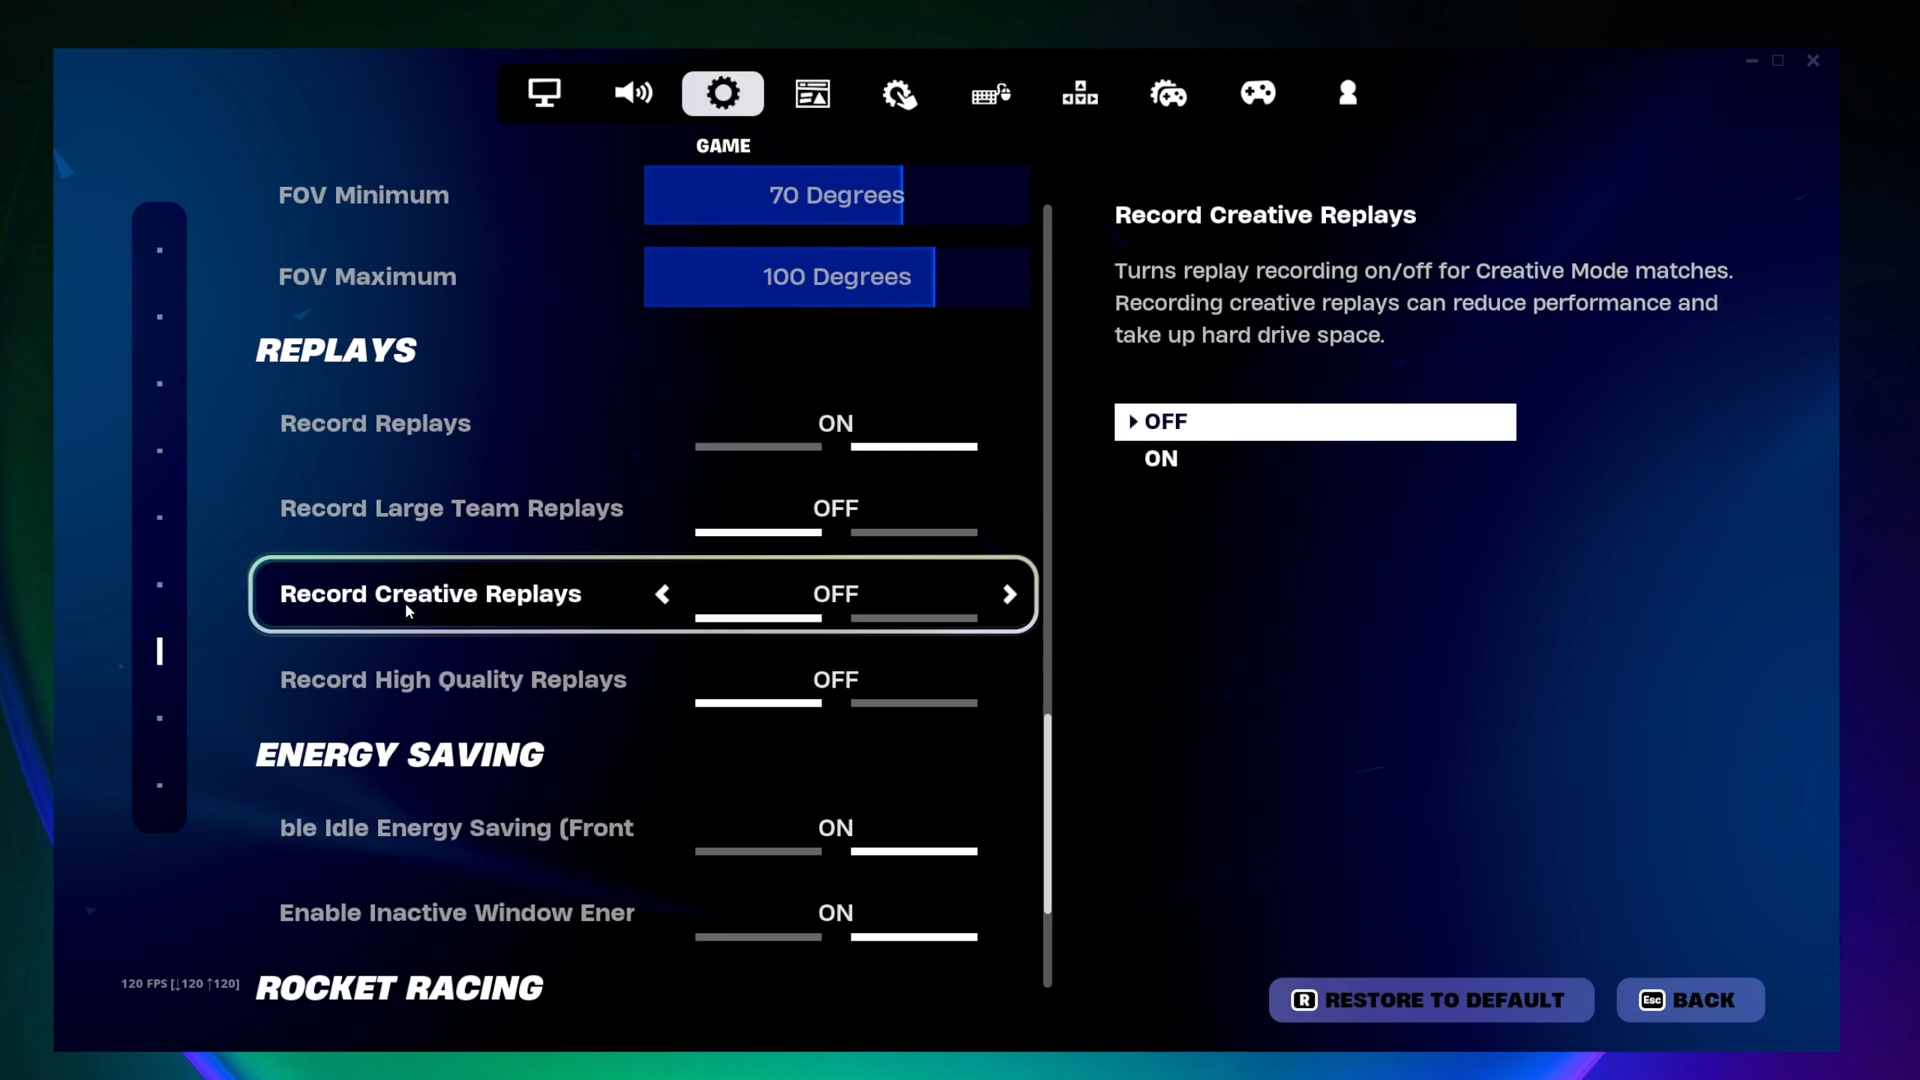 GAME
FOV Minimum
70 Degrees
FOV Maximum
100 Degrees
REPLAYS
Record Replays
ON
Record Large Team Replays
OFF
Record Creative Replays
OFF
Record High Quality Replays
OFF
ENERGY SAVING
ble Idle Energy Saving (Front
ON
Enable Inactive Window Ener
ON
ROCKET RACING
120 FPS [↓120 ↑120]
Record Creative Replays
Turns replay recording on/off for Creative Mode matches.
Recording creative replays can reduce performance and
take up hard drive space.
OFF
ON
R RESTORE TO DEFAULT
Esc BACK